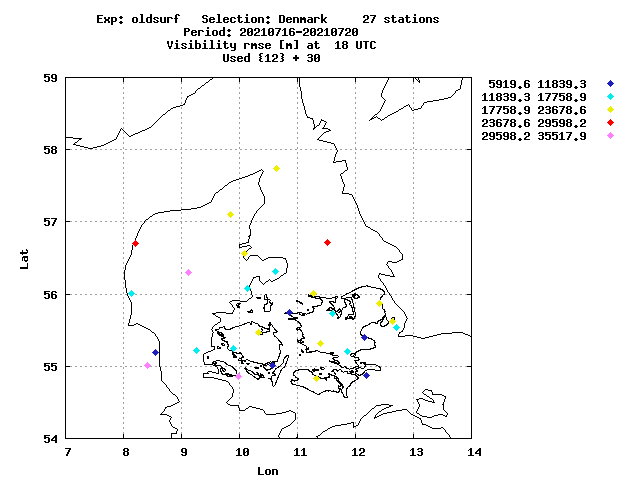 Exp: oldsurf   Selection: Denmark     27 stations
Period: 20210716-20210720
Visibility rmse [m] at  18 UTC
Used {12} + 30
5919.6 11839.3
11839.3 17758.9
17758.9 23678.6
23678.6 29598.2
29598.2 35517.9
59
58
57
56
55
54
Lat
7 8 9 10 11 12 13 14
Lon